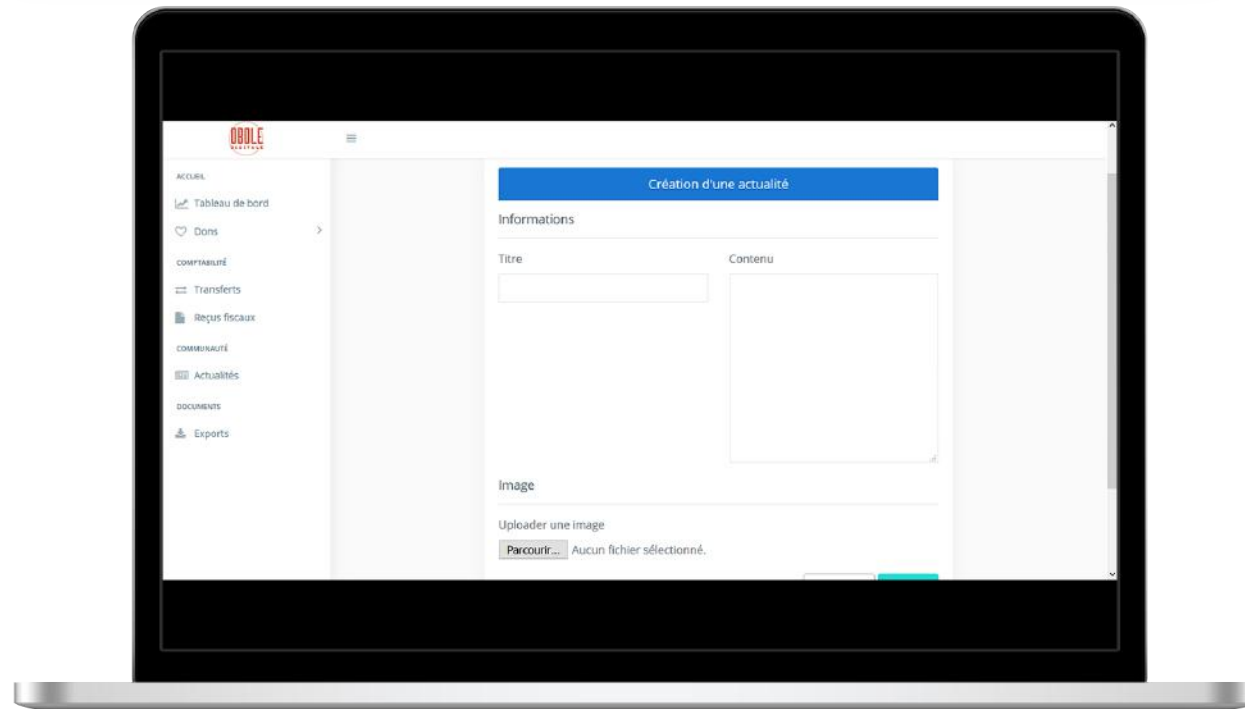 OBOLE
ACCUEIL
Tableau de bord
Dons
COMPTABILITÉ
Transferts
Reçus fiscaux
COMMUNAUTÉ
Actualités
DOCUMENTS
Exports
Création d'une actualité
Informations
Titre
Contenu
Image
Uploader une image
Parcourir... Aucun fichier sélectionné.